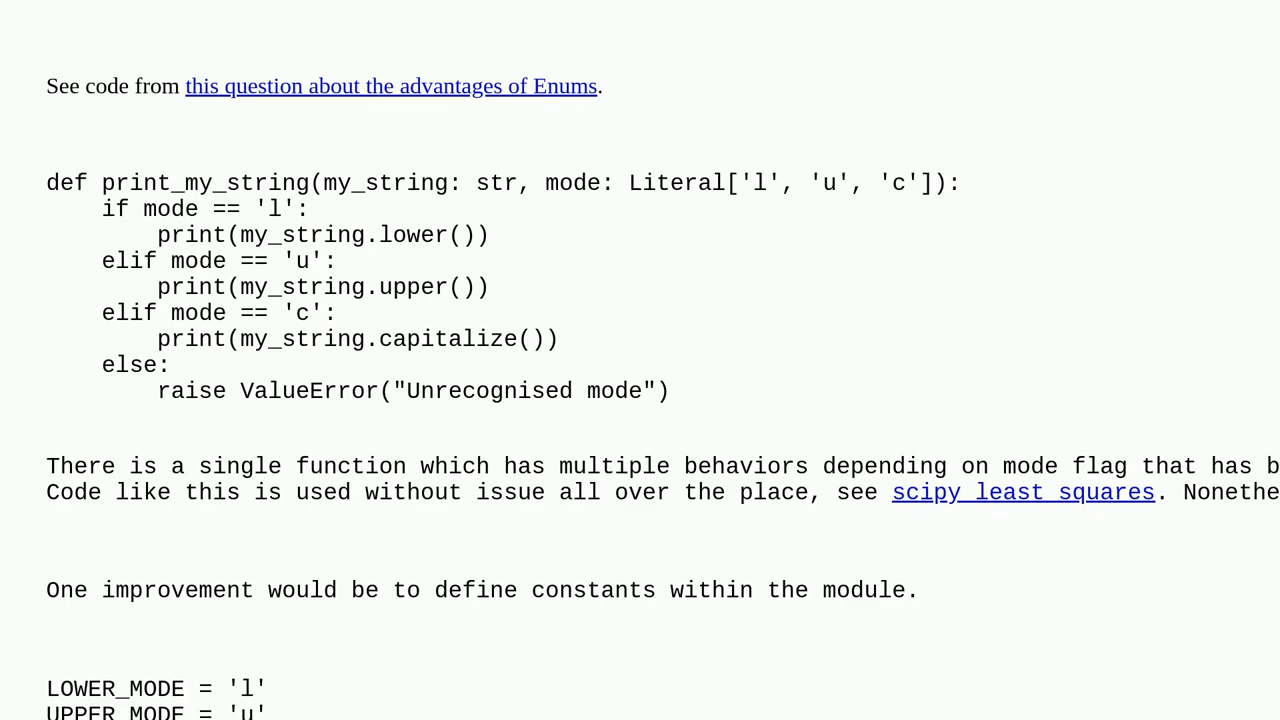 See code from this question about the advantages of Enums.
def print_my_string(my_string: str, mode: Literal['l', 'u', 'c']):
    if mode == 'l':
        print(my_string.lower())
    elif mode == 'u':
        print(my_string.upper())
    elif mode == 'c':
        print(my_string.capitalize())
    else:
        raise ValueError("Unrecognised mode")
There is a single function which has multiple behaviors depending on mode flag that has b
Code like this is used without issue all over the place, see scipy least squares. Nonethe
One improvement would be to define constants within the module.
LOWER_MODE = 'l'
UPPER_MODE = 'u'